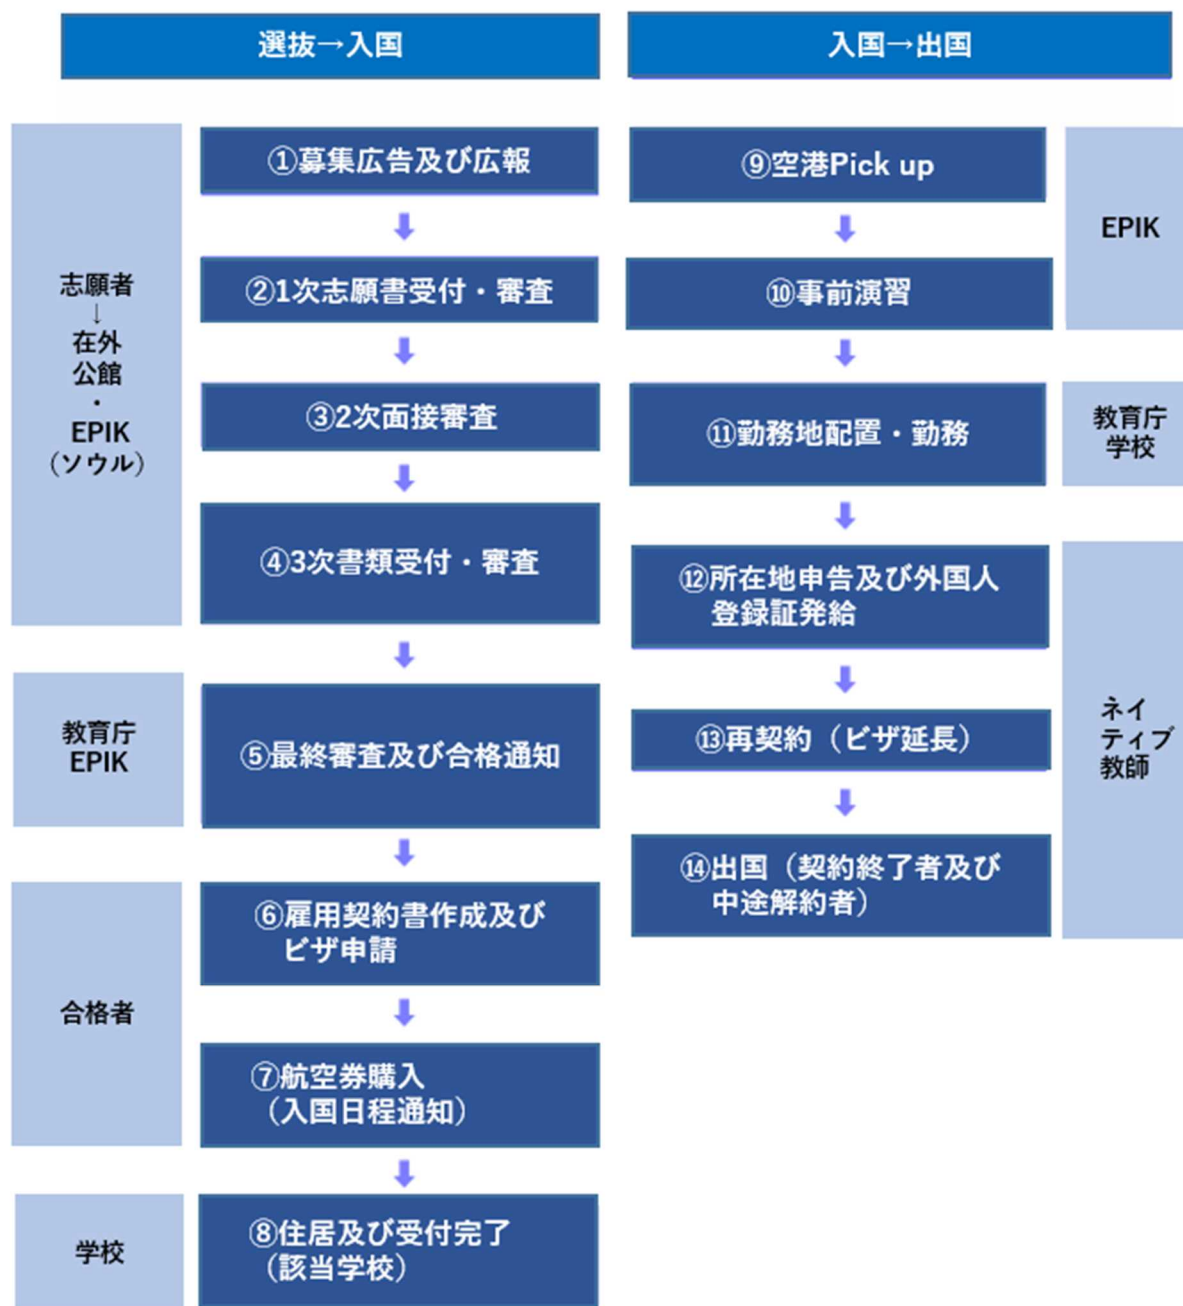 選抜→入国
志願者
↓
在外
公館
・
EPIK
(ソウル)
①募集広告及び広報
②1次志願書受付・審査
③2次面接審査
④3次書類受付・審査
教育庁
EPIK
⑤最終審査及び合格通知
合格者
⑥雇用契約書作成及び
ビザ申請
⑦航空券購入
（入国日程通知）
学校
⑧住居及び受付完了
（該当学校）
入国→出国
⑨空港Pick up
⑩事前演習
EPIK
⑪勤務地配置・勤務
教育庁
学校
⑫所在地申告及び外国人
登録証発給
⑬再契約（ビザ延長）
⑭出国（契約終了者及び
中途解約者）
ネイ
ティブ
教師